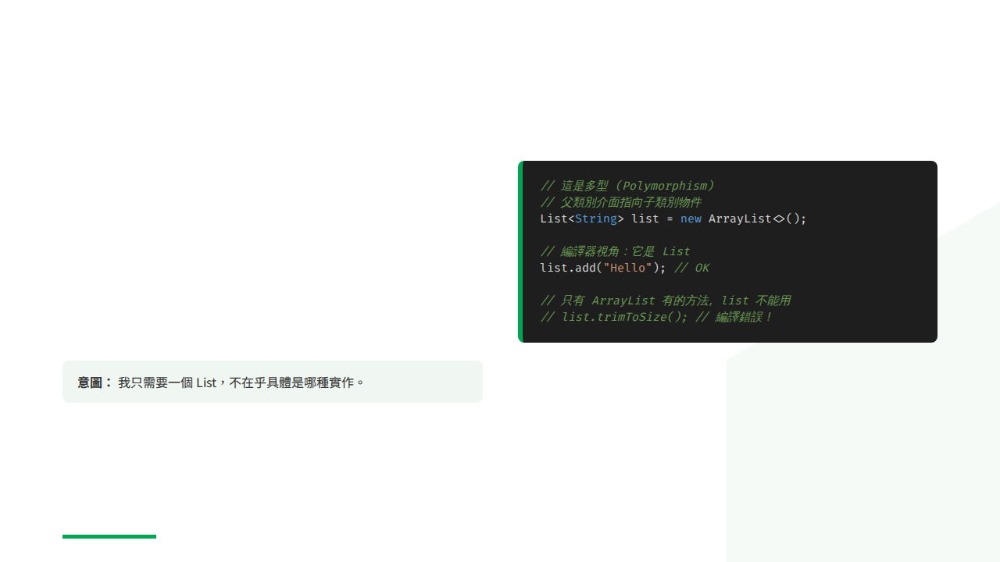 意圖： 我只需要一個 List，不在乎具體是哪種實作。
// 這是多型 (Polymorphism)
// 父類別介面指向子類別物件
List<String> list = new ArrayList<>();
// 編譯器視角：它是 List
list.add("Hello"); // OK
// 只有 ArrayList 有的方法, list 不能用
// list.trimToSize(); // 編譯錯誤！